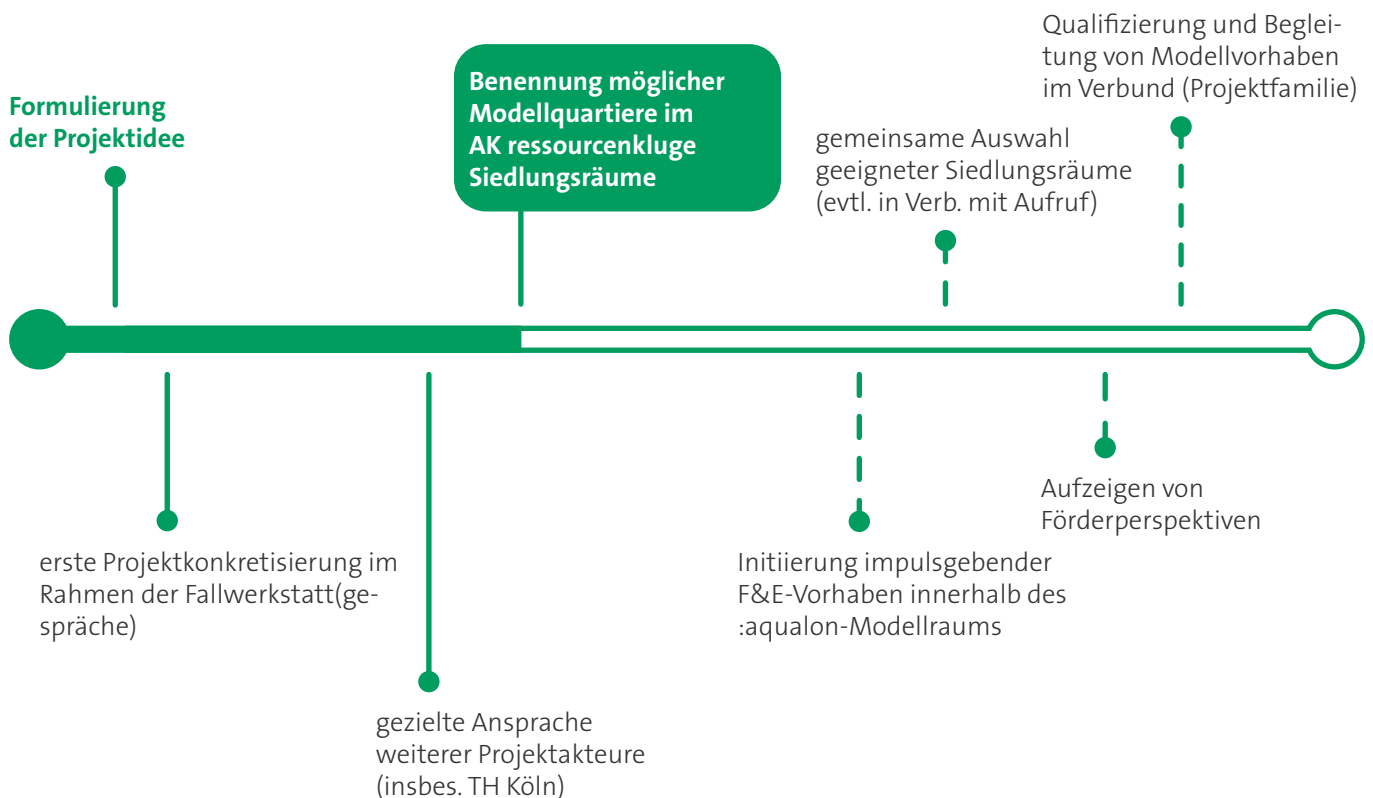 Formulierung
der Projektidee
Benennung möglicher
Modellquartiere im
AK ressourcenkluge
Siedlungsräume
gemeinsame Auswahl
geeigneter Siedlungsräume
(evtl. in Verb. mit Aufruf)
Qualifizierung und Beglei-
tung von Modellvorhaben
im Verbund (Projektfamilie)
erste Projektkonkretisierung im
Rahmen der Fallwerkstatt(ge-
spräche)
gezielte Ansprache
weiterer Projektakteure
(insbes. TH Köln)
Initiierung impulsgebender
F&E-Vorhaben innerhalb des
:aqualon-Modellraums
Aufzeigen von
Förderperspektiven